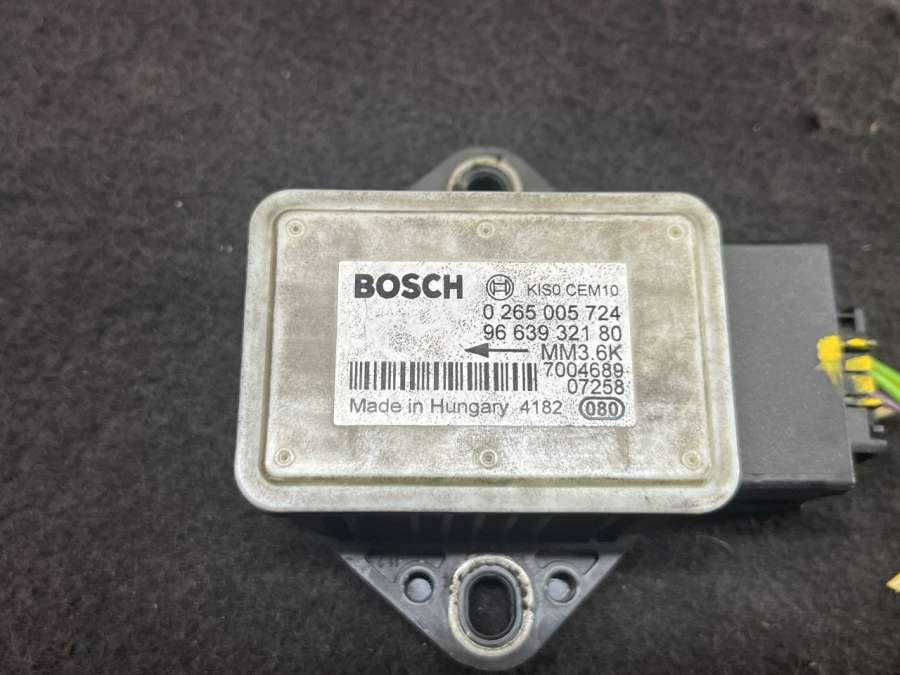 BOSCH KIS0 CEM10
0 265 005 724
96 639 321 80
MM3.6K
7004689
07258
Made in Hungary 4182 080